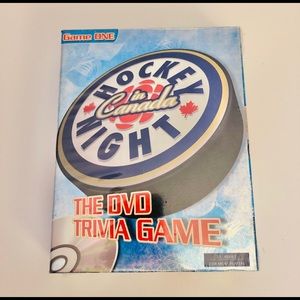 Game ONE
HOCKEY
in
Canada
NIGHT
THE DVD
TRIVIA GAME